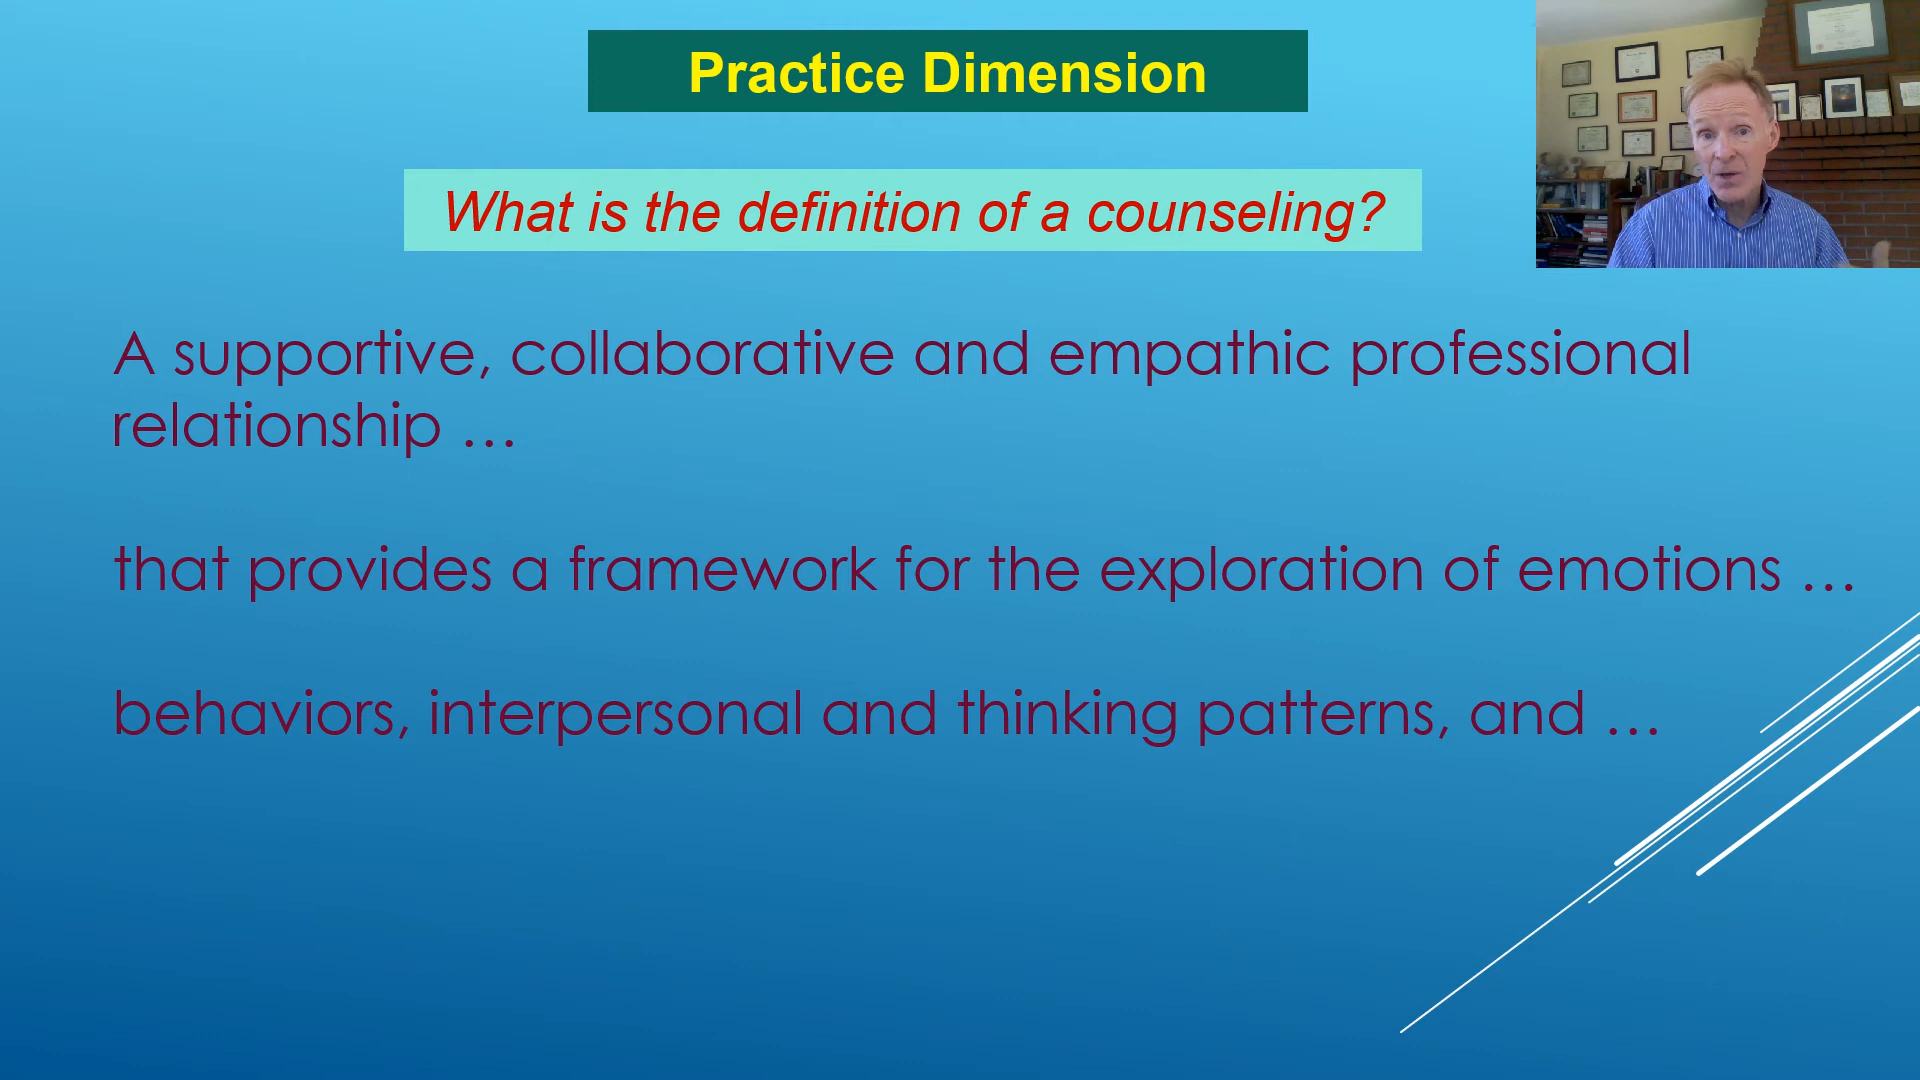 Practice Dimension
What is the definition of a counseling?
A supportive, collaborative and empathic professional
relationship …
that provides a framework for the exploration of emotions …
behaviors, interpersonal and thinking patterns, and …